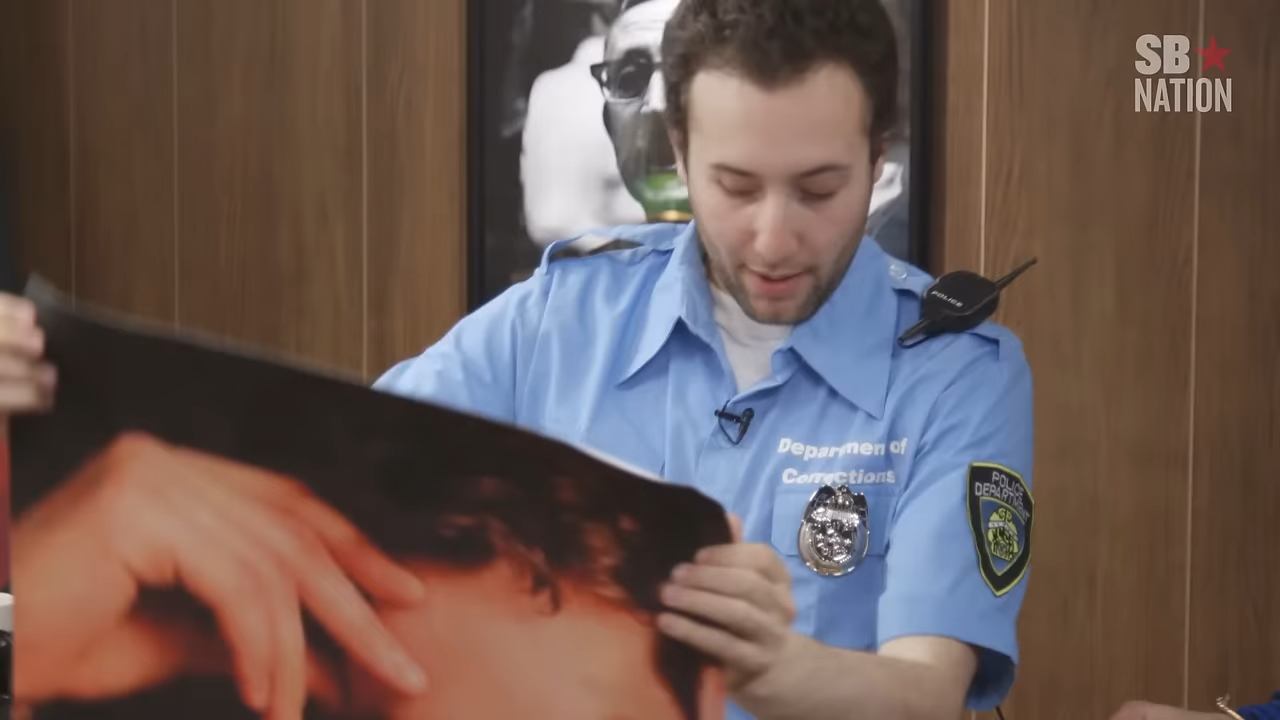 SB
NATION
POLICE
Department of
Corrections
POLICE
DEPARTMENT